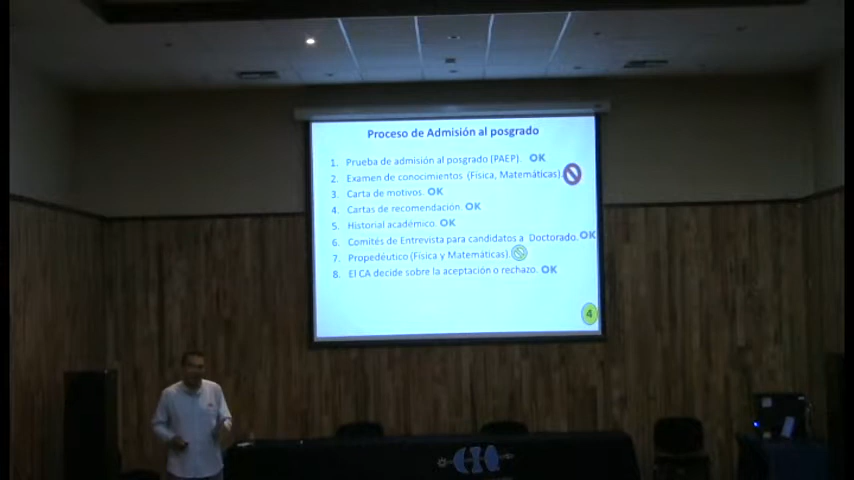 Proceso de Admisión al posgrado
1. Prueba de admisión al posgrado (PAEP). OK
2. Examen de conocimientos (Física, Matemáticas).
3. Carta de motivos. OK
4. Cartas de recomendación. OK
5. Historial académico. OK
6. Comités de Entrevista para candidatos a Doctorado. OK
7. Propedéutico (Física y Matemáticas).
8. El CA decide sobre la aceptación o rechazo. OK
4
CIO